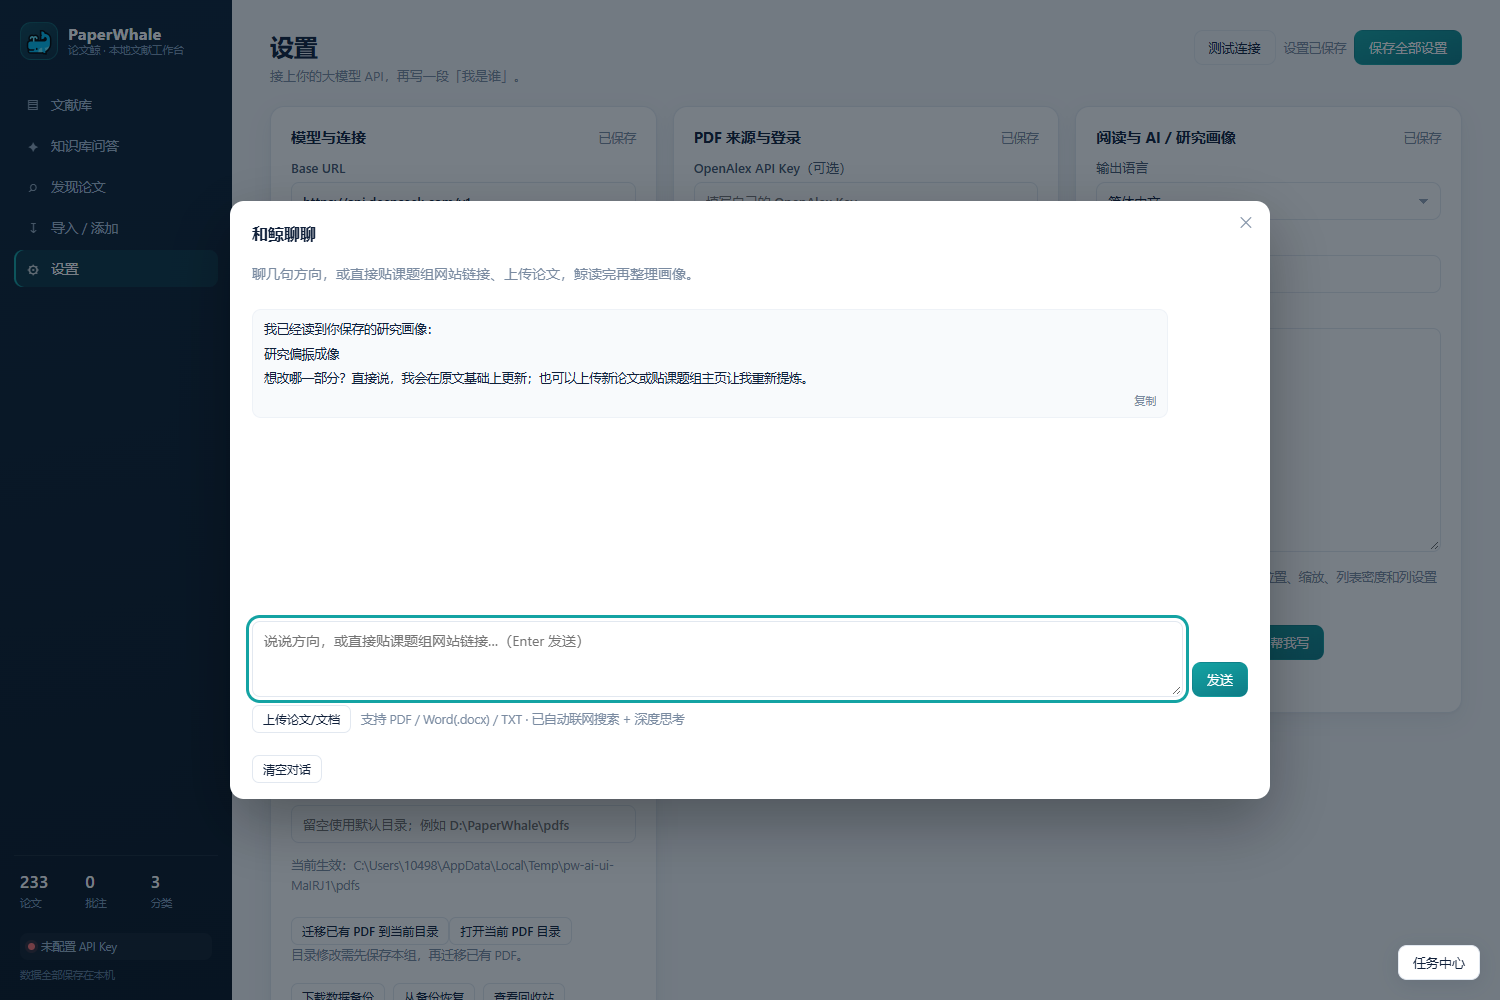 PaperWhale
论文鲸 · 本地文献工作台
文献库
知识库问答
发现论文
导入 / 添加
设置
233
0
3
论文
批注
分类
未配置 API Key
数据全部保存在本机
设置
接上你的大模型 API，再写一段「我是谁」。
测试连接
设置已保存
保存全部设置
模型与连接
已保存
Base URL
PDF 来源与登录
已保存
OpenAlex API Key（可选）
阅读与 AI / 研究画像
已保存
输出语言
和鲸聊聊
聊几句方向，或直接贴课题组网站链接、上传论文，鲸读完再整理画像。
我已经读到你保存的研究画像：
研究偏振成像
想改哪一部分？直接说，我会在原文基础上更新；也可以上传新论文或贴课题组主页让我重新提炼。
复制
说说方向，或直接贴课题组网站链接...（Enter 发送）
发送
上传论文/文档
支持 PDF / Word(.docx) / TXT · 已自动联网搜索 + 深度思考
清空对话
置、缩放、列表密度和列设置
帮我写
留空使用默认目录；例如 D:\PaperWhale\pdfs
当前生效：C:\Users\10498\AppData\Local\Temp\pw-ai-ui-
MaIRJ1\pdfs
迁移已有 PDF 到当前目录
打开当前 PDF 目录
目录修改需先保存本组，再迁移已有 PDF。
下载数据备份
从备份恢复
查看回收站
任务中心